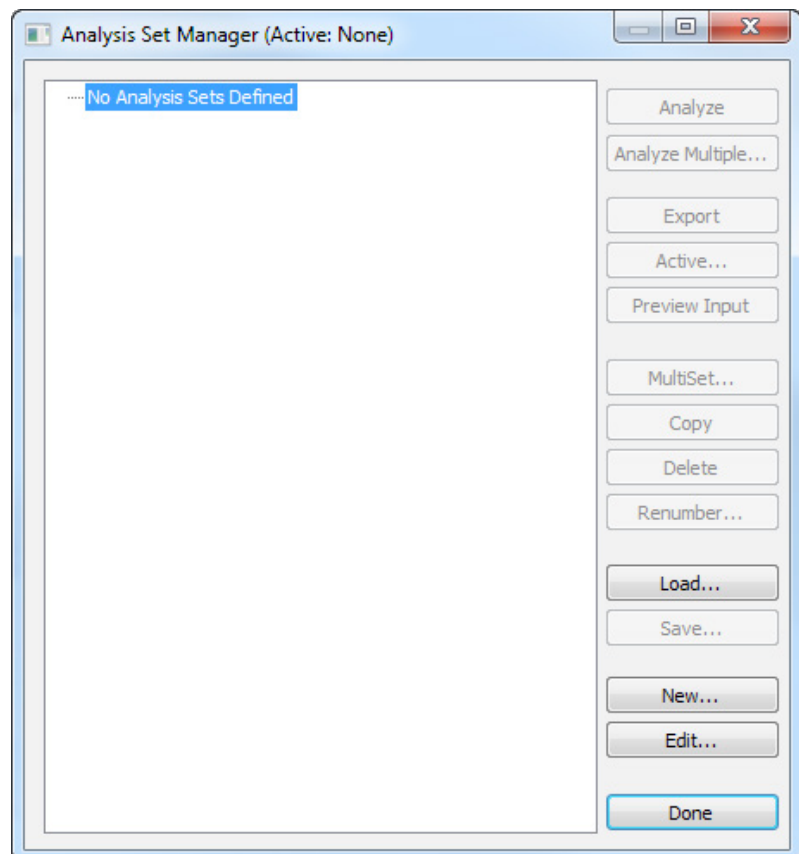 Analysis Set Manager (Active: None)
No Analysis Sets Defined
Analyze
Analyze Multiple...
Export
Active...
Preview Input
MultiSet...
Copy
Delete
Renumber...
Load...
Save...
New...
Edit...
Done